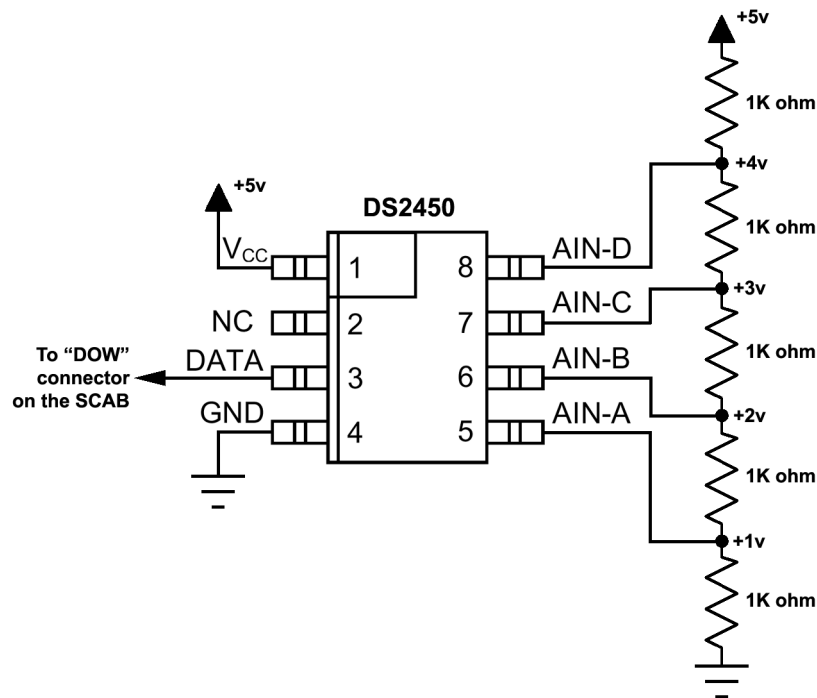 +5v
1K ohm
+4v
+5v
DS2450
1K ohm
VCC
1
8
AIN-D
+3v
NC
2
7
AIN-C
1K ohm
To “DOW”
connector
on the SCAB
DATA
3
6
AIN-B
+2v
GND
4
5
AIN-A
1K ohm
+1v
1K ohm